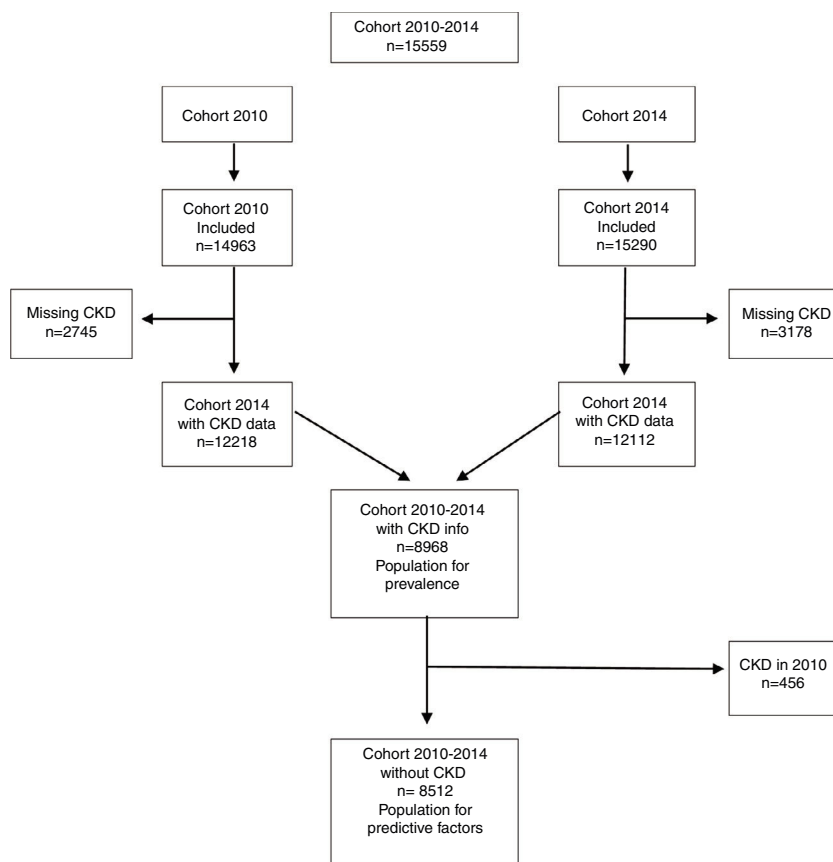 Cohort 2010-2014
n=15559
Cohort 2010
Cohort 2014
Cohort 2010
Included
n=14963
Cohort 2014
Included
n=15290
Missing CKD
n=2745
Missing CKD
n=3178
Cohort 2014
with CKD data
n=12218
Cohort 2014
with CKD data
n=12112
Cohort 2010-2014
with CKD info
n=8968
Population for
prevalence
CKD in 2010
n=456
Cohort 2010-2014
without CKD
n= 8512
Population for
predictive factors